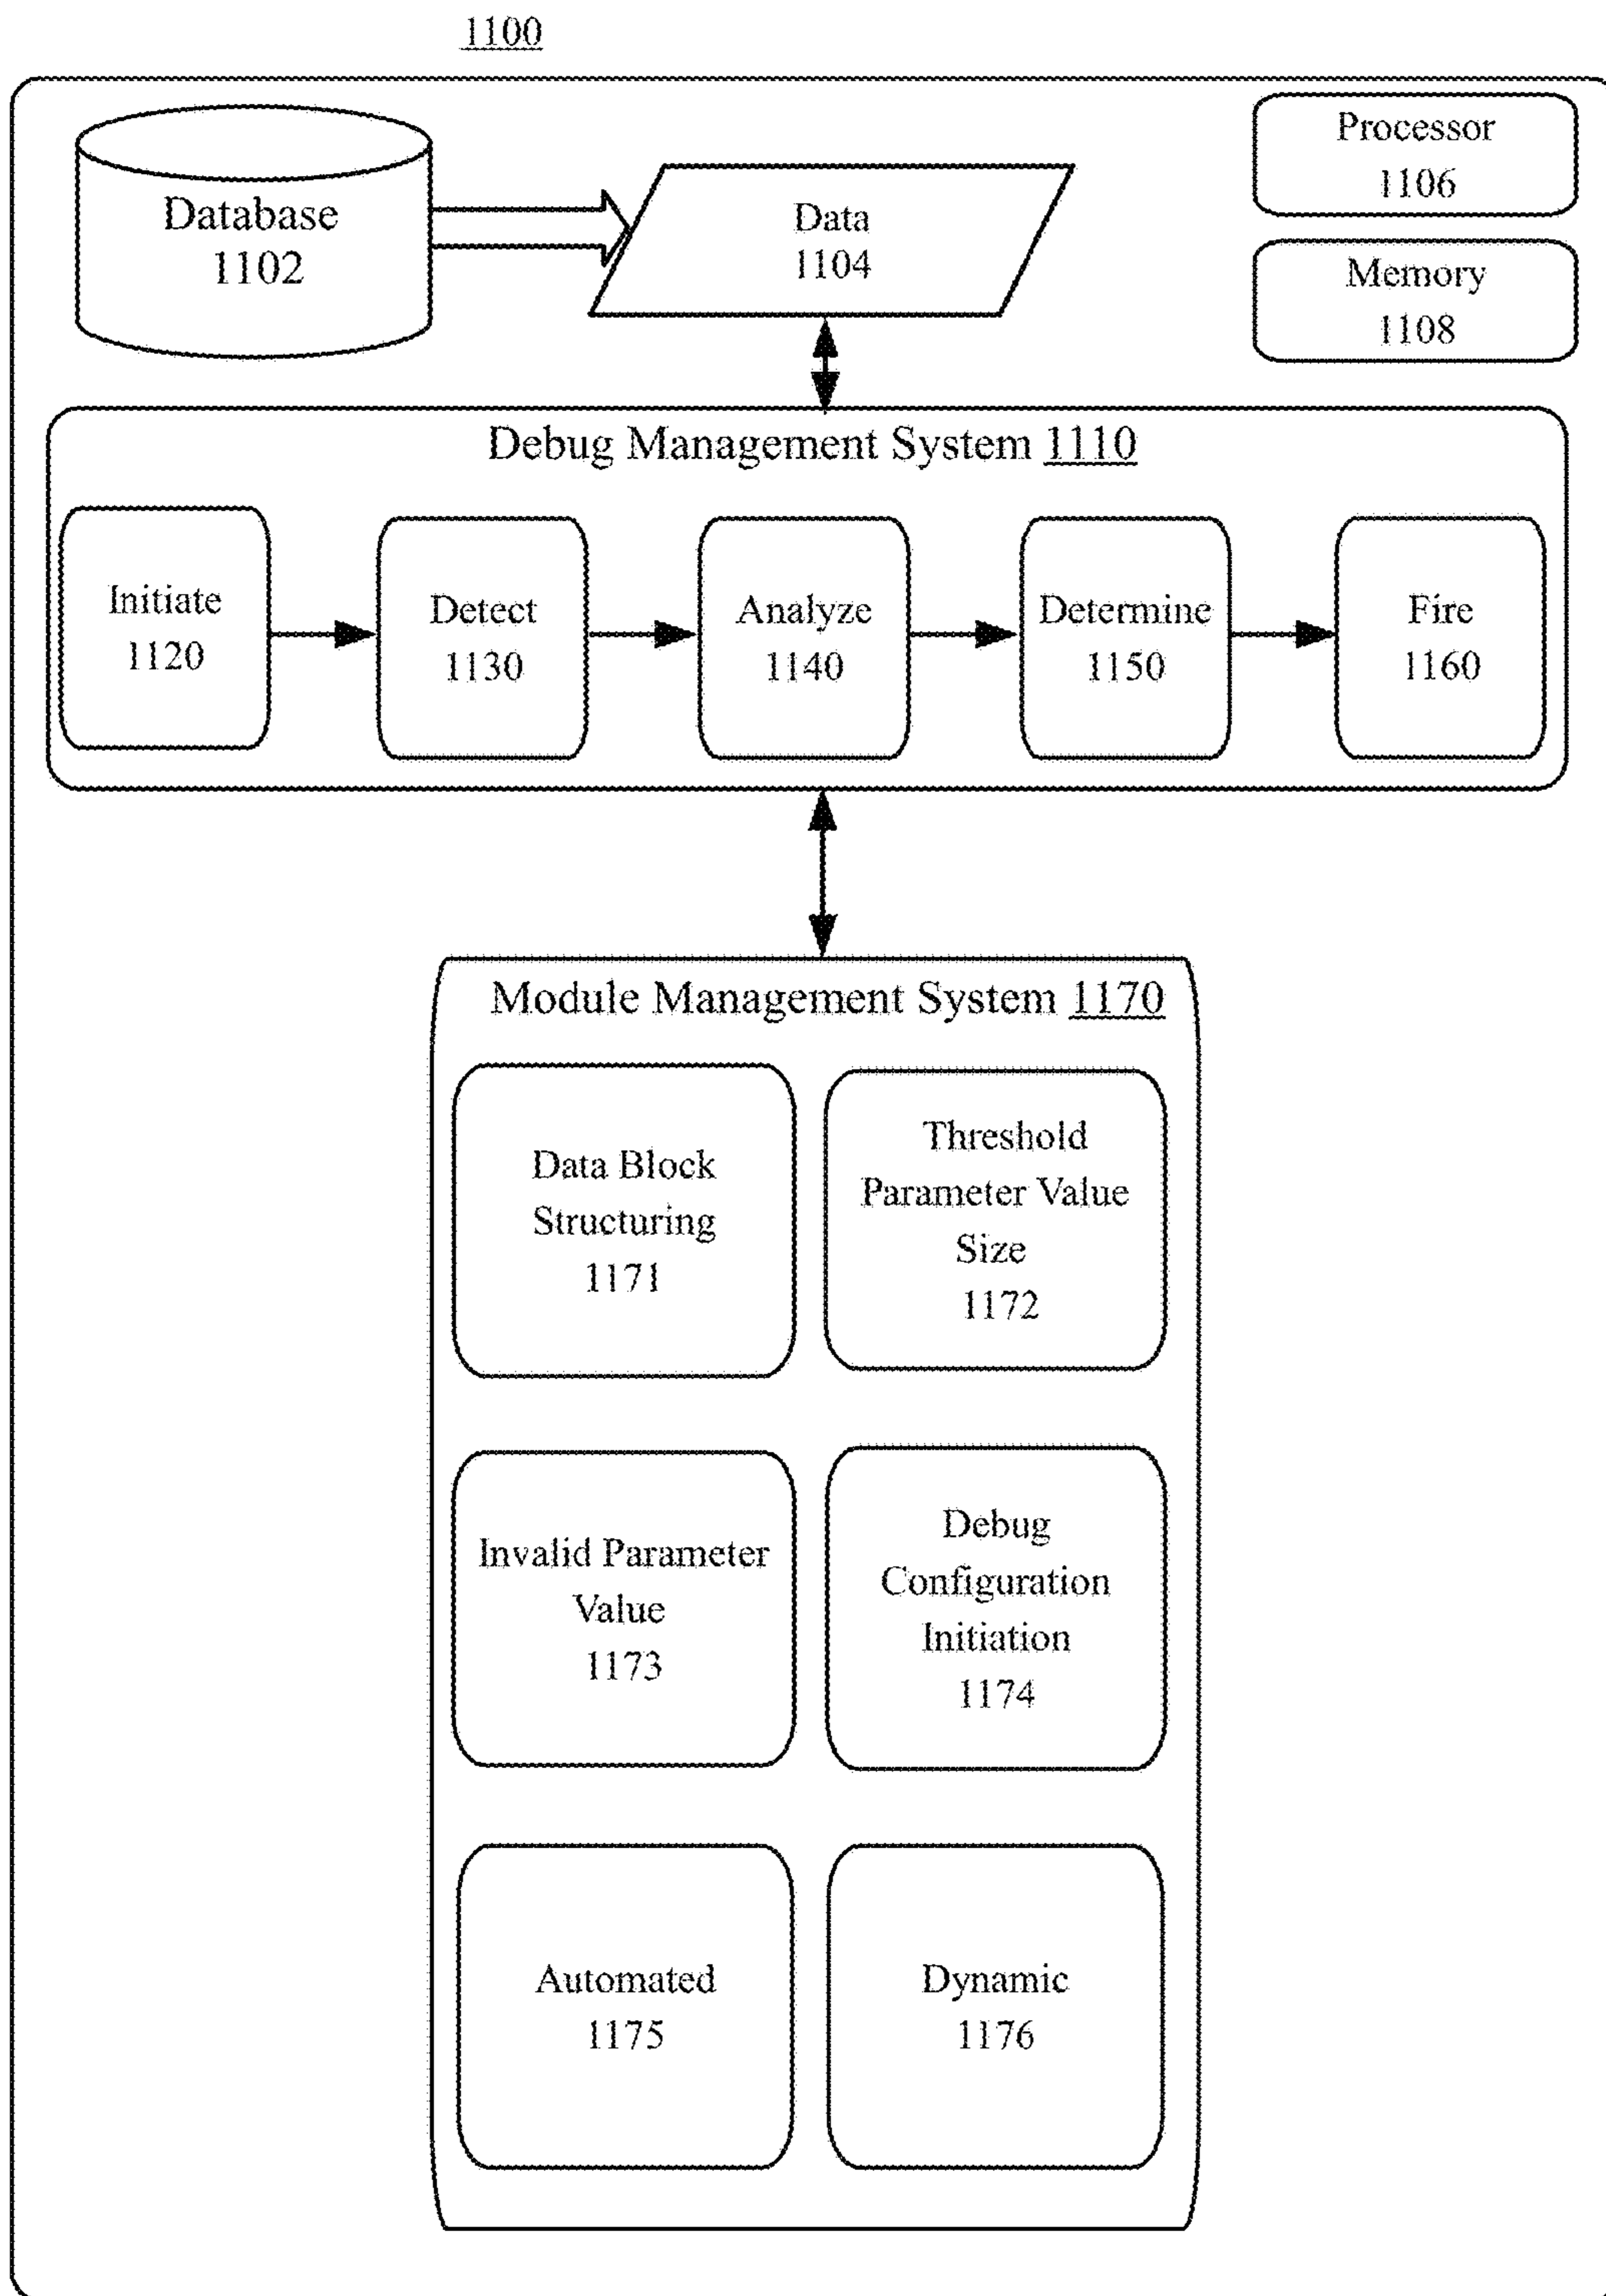 1100
Database
1102
Data
1104
Processor
1106
Memory
1108
Debug Management System 1110
Initiate
1120
Detect
1130
Analyze
1140
Determine
1150
Fire
1160
Module Management System 1170
Data Block
Structuring
1171
Threshold
Parameter Value
Size
1172
Invalid Parameter
Value
1173
Debug
Configuration
Initiation
1174
Automated
1175
Dynamic
1176